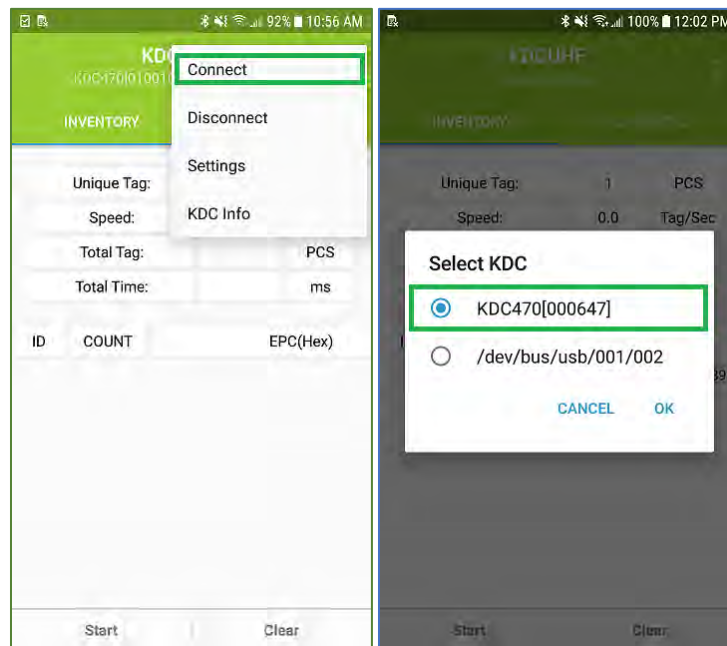 92% 10:56 AM
KDC
Connect
INVENTORY
Disconnect
Settings
KDC Info
Unique Tag:
Speed:
Total Tag: PCS
Total Time: ms
ID COUNT EPC(Hex)
Start Clear
100% 12:02 PM
KDCUHF
INVENTORY
Unique Tag: 1 PCS
Speed: 0.0 Tag/Sec
Select KDC
KDC470[000647]
/dev/bus/usb/001/002
CANCEL OK
Start Clear